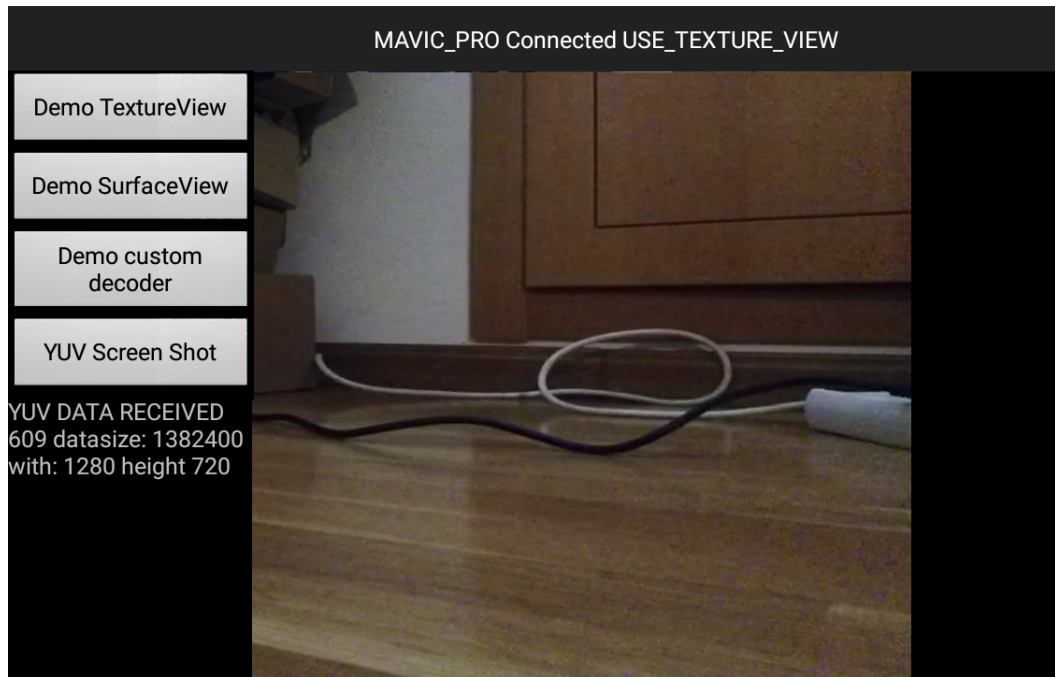 MAVIC_PRO Connected USE_TEXTURE_VIEW
Demo TextureView
Demo SurfaceView
Demo custom
decoder
YUV Screen Shot
YUV DATA RECEIVED
609 datasize: 1382400
with: 1280 height 720